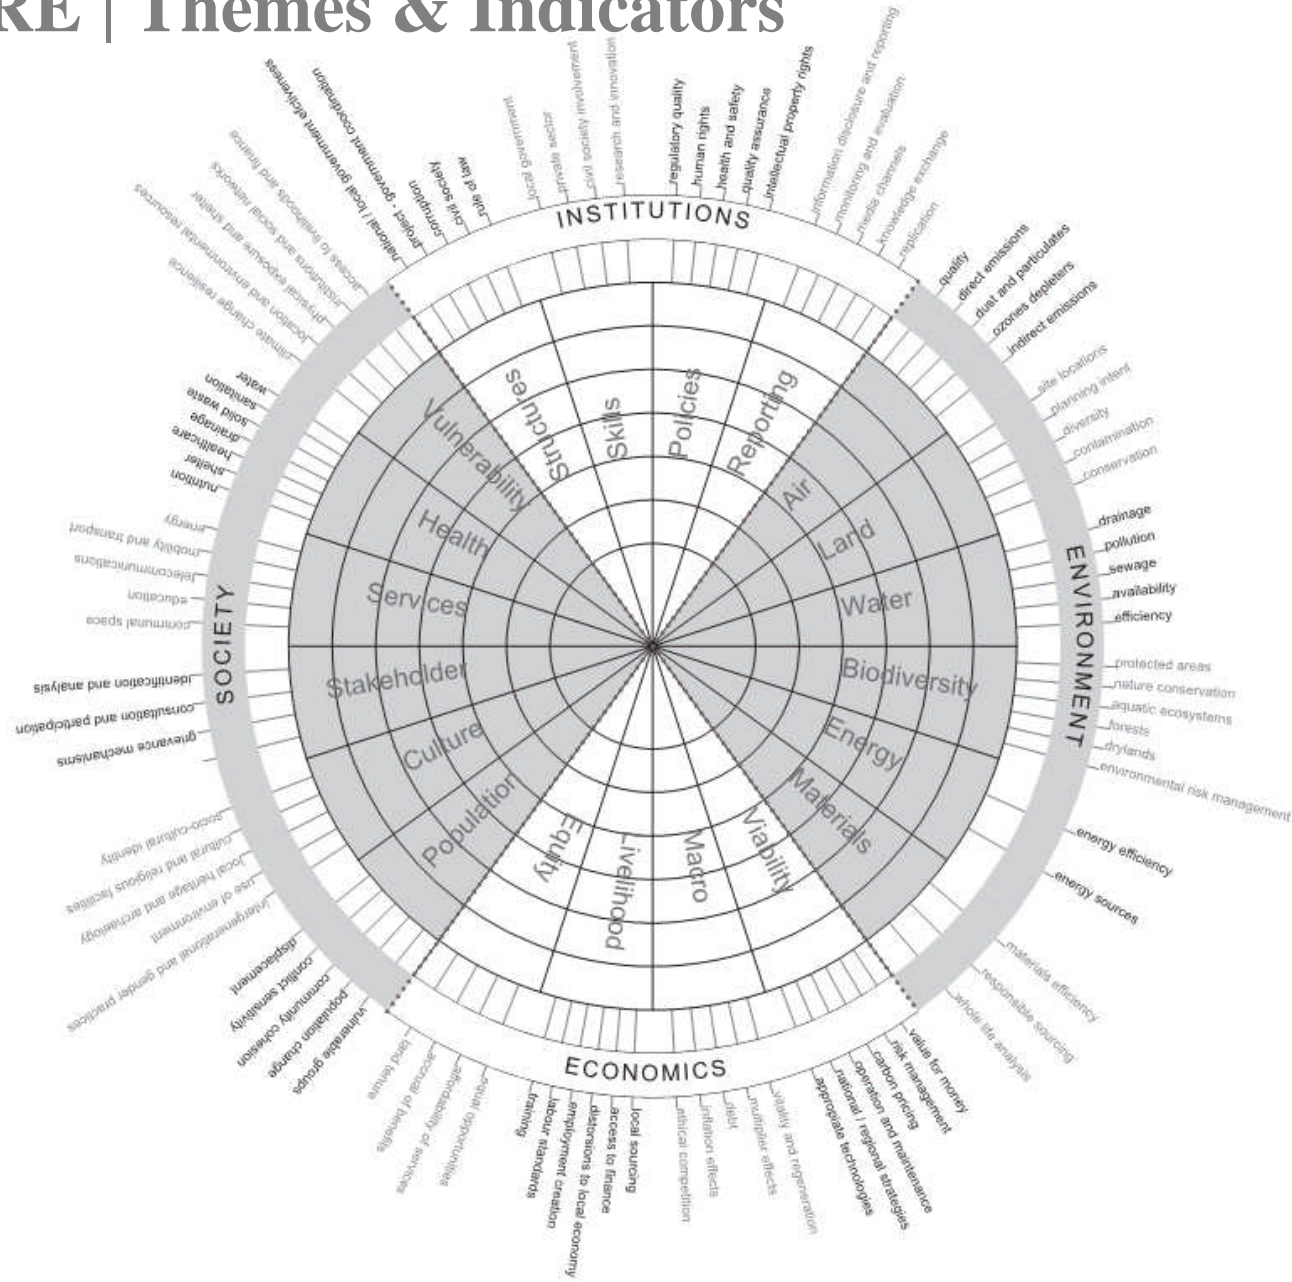 RE | Themes & Indicators
INSTITUTIONS
national / local government efectiveness
project - government coordination
corruption
civil society
rule of law
local government
private sector
civil society involvement
research and innovation
regulatory quality
human rights
health and safety
quality assurance
intellectual property rights
information disclosure and reporting
monitoring and evaluation
media channels
knowledge exchange
replication
Structures
Skills
Policies
Reporting
ENVIRONMENT
quality
direct emissions
dust and particulates
ozones depleters
indirect emissions
site locations
planning intent
diversity
contamination
conservation
drainage
pollution
sewage
availability
efficiency
protected areas
nature conservation
aquatic ecosystems
forests
drylands
environmental risk management
energy efficiency
energy sources
materials efficiency
responsible sourcing
whole life analysis
Air
Land
Water
Biodiversity
Energy
Materials
ECONOMICS
value for money
risk management
carbon pricing
operation and maintenance
national / regional strategies
appropriate technologies
vitality and regeneration
multiplier effects
debt
inflation effects
ethical competition
local sourcing
access to finance
distorsions to local economy
employment creation
labour standards
training
equal opportunities
affordability of services
accrual of benefits
land tenure
Viability
Macro
Livelihood
Equity
SOCIETY
vulnerable groups
population change
community cohesion
conflict sensitivity
displacement
intergenerational and gender practices
use of environment
local heritage and archaelogy
cultural and religious facilities
socio-cultural identity
grievance mechanisms
consultation and participation
identification and analysis
communal space
education
telecommunications
mobility and transport
energy
nutrition
shelter
healthcare
drainage
solid waste
sanitation
water
climate change resilience
location and environmental resources
physical exposure and shelter
institutions and social networks
access to livelihoods and finance
Population
Culture
Stakeholder
Services
Health
Vulnerability